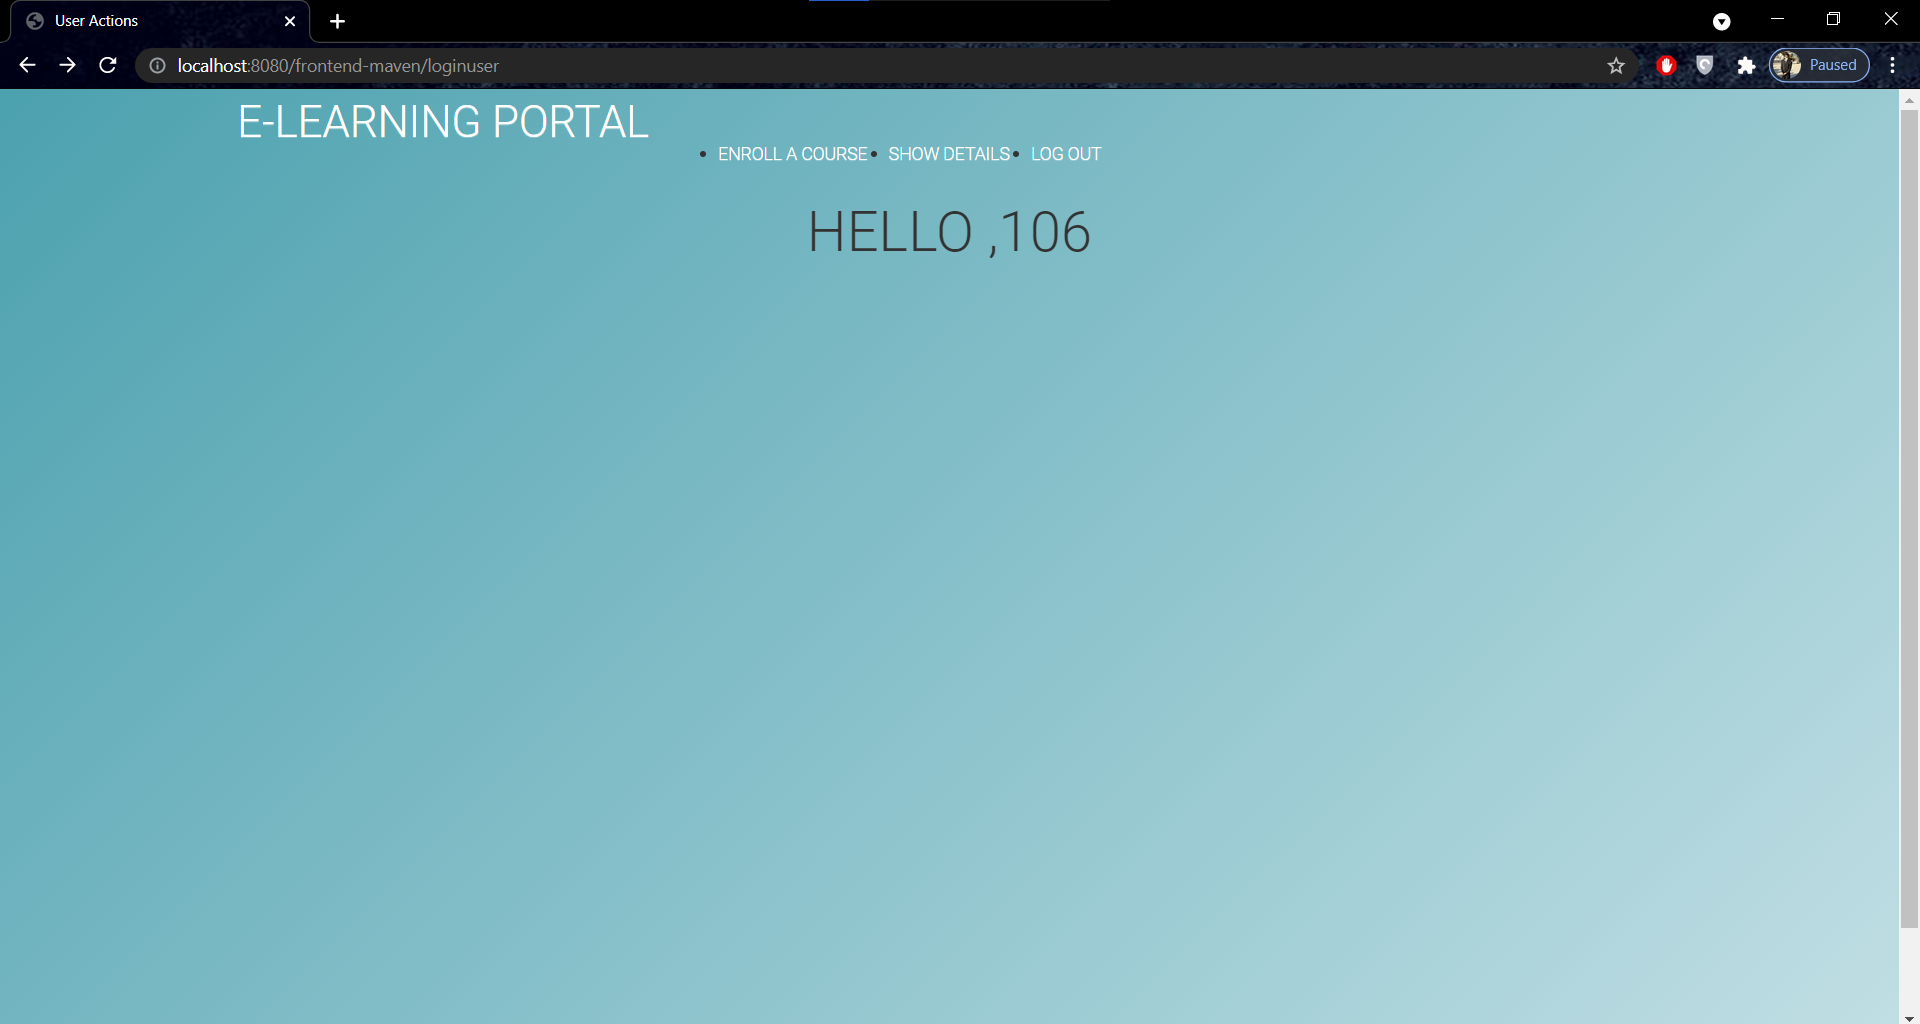 User Actions
localhost:8080/frontend-maven/loginuser
Paused
E-LEARNING PORTAL
• ENROLL A COURSE • SHOW DETAILS • LOG OUT
HELLO ,106